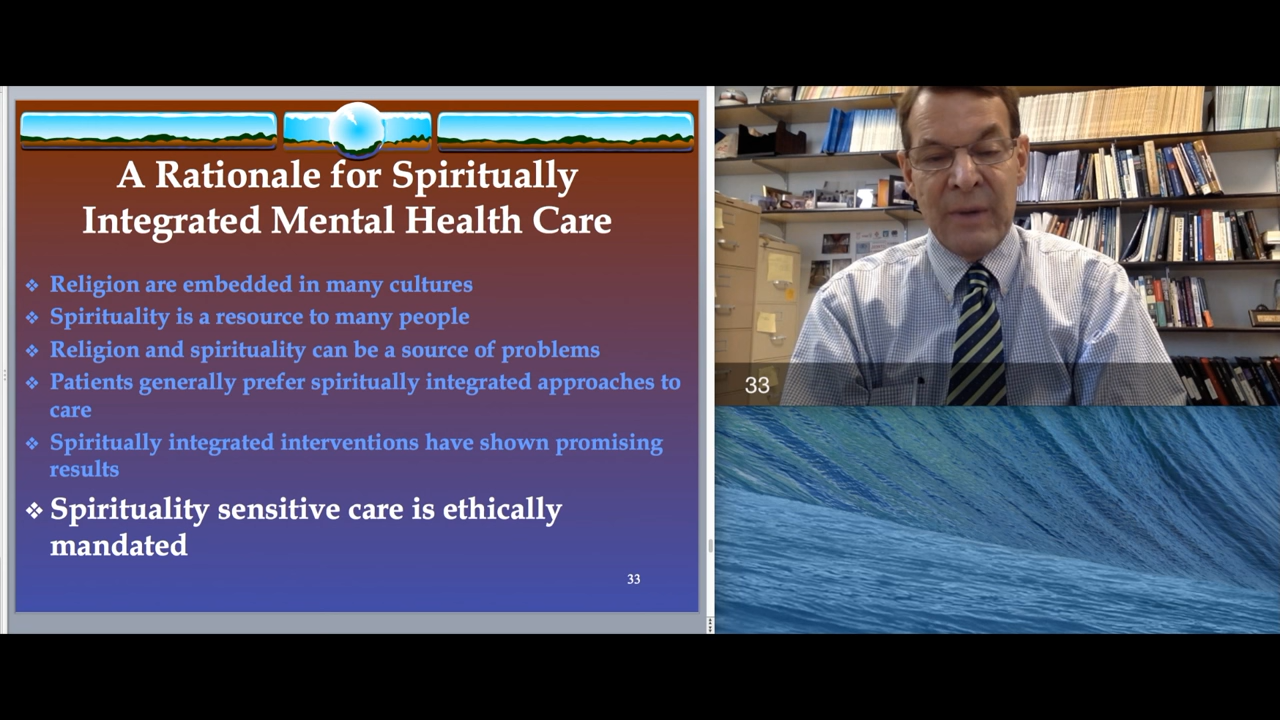 A Rationale for Spiritually
Integrated Mental Health Care
❖ Religion are embedded in many cultures
❖ Spirituality is a resource to many people
❖ Religion and spirituality can be a source of problems
❖ Patients generally prefer spiritually integrated approaches to
care
❖ Spiritually integrated interventions have shown promising
results
❖ Spirituality sensitive care is ethically
mandated
33
33